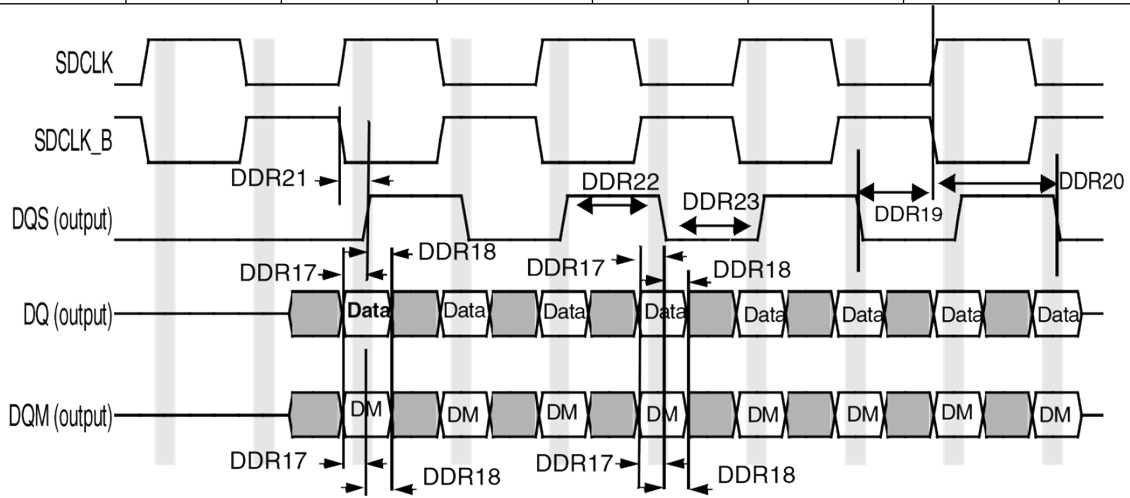 SDCLK
SDCLK_B
DDR21
DDR22
DDR20
DDR23
DDR19
DQS (output)
DDR18
DDR17
DDR17
DDR18
DQ (output)
Data Data Data Data Data Data Data Data
DQM (output)
DM DM DM DM DM DM DM DM
DDR17
DDR17
DDR18
DDR18